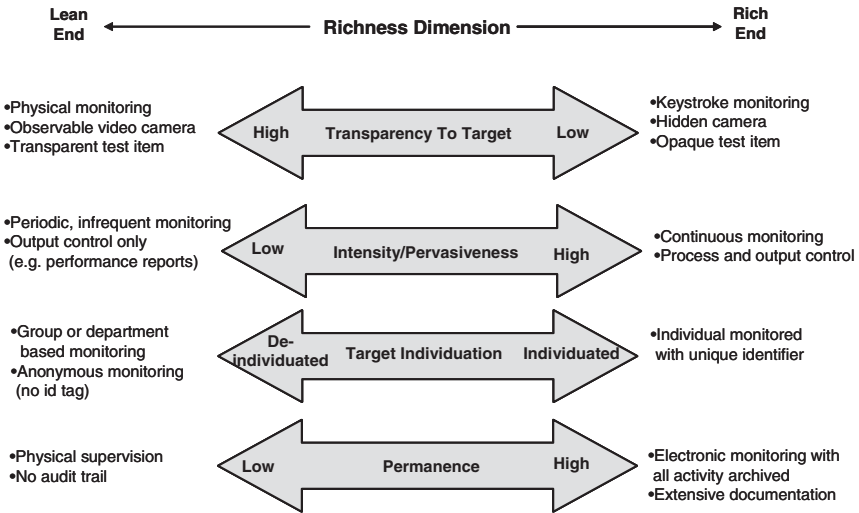 Lean End
Richness Dimension
Rich End
•Physical monitoring
•Observable video camera
•Transparent test item
High
Transparency To Target
Low
•Keystroke monitoring
•Hidden camera
•Opaque test item
•Periodic, infrequent monitoring
•Output control only
(e.g. performance reports)
Low
Intensity/Pervasiveness
High
•Continuous monitoring
•Process and output control
•Group or department
based monitoring
•Anonymous monitoring
(no id tag)
De-
individuated
Target Individuation
Individuated
•Individual monitored
with unique identifier
•Physical supervision
•No audit trail
Low
Permanence
High
•Electronic monitoring with
all activity archived
•Extensive documentation